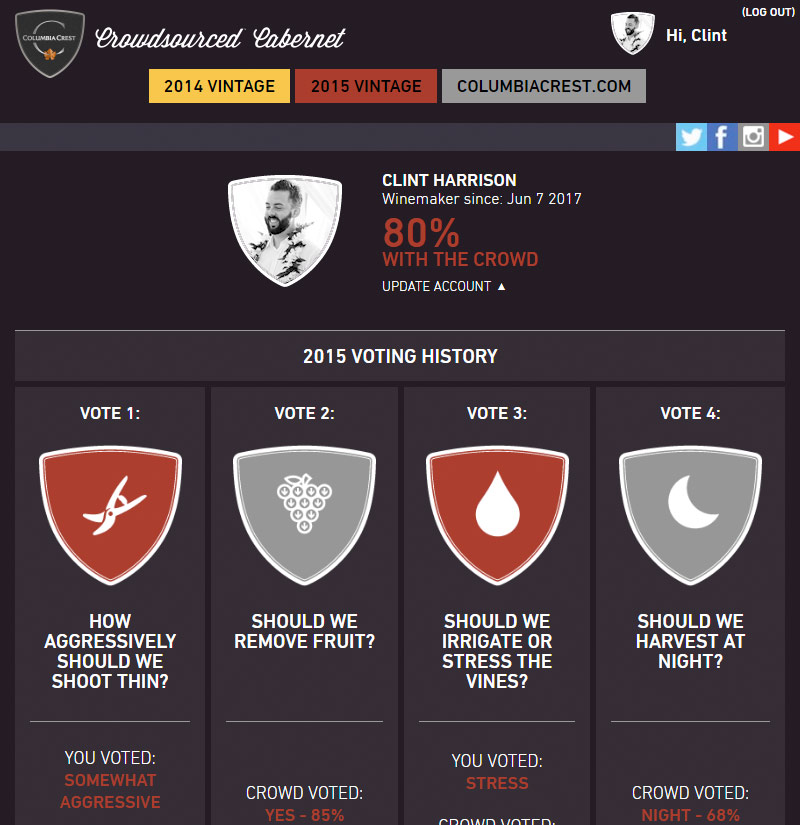 (LOG OUT)
COLUMBIA CREST
Crowdsourced Cabernet
Hi, Clint
2014 VINTAGE
2015 VINTAGE
COLUMBIACREST.COM
CLINT HARRISON
Winemaker since: Jun 7 2017
80%
WITH THE CROWD
UPDATE ACCOUNT ▲
2015 VOTING HISTORY
VOTE 1:
HOW
AGGRESSIVELY
SHOULD WE
SHOOT THIN?
YOU VOTED:
SOMEWHAT
AGGRESSIVE
VOTE 2:
SHOULD WE
REMOVE FRUIT?
CROWD VOTED:
YES - 85%
VOTE 3:
SHOULD WE
IRRIGATE OR
STRESS THE
VINES?
YOU VOTED:
STRESS
CROWD VOTED:
VOTE 4:
SHOULD WE
HARVEST AT
NIGHT?
CROWD VOTED:
NIGHT - 68%